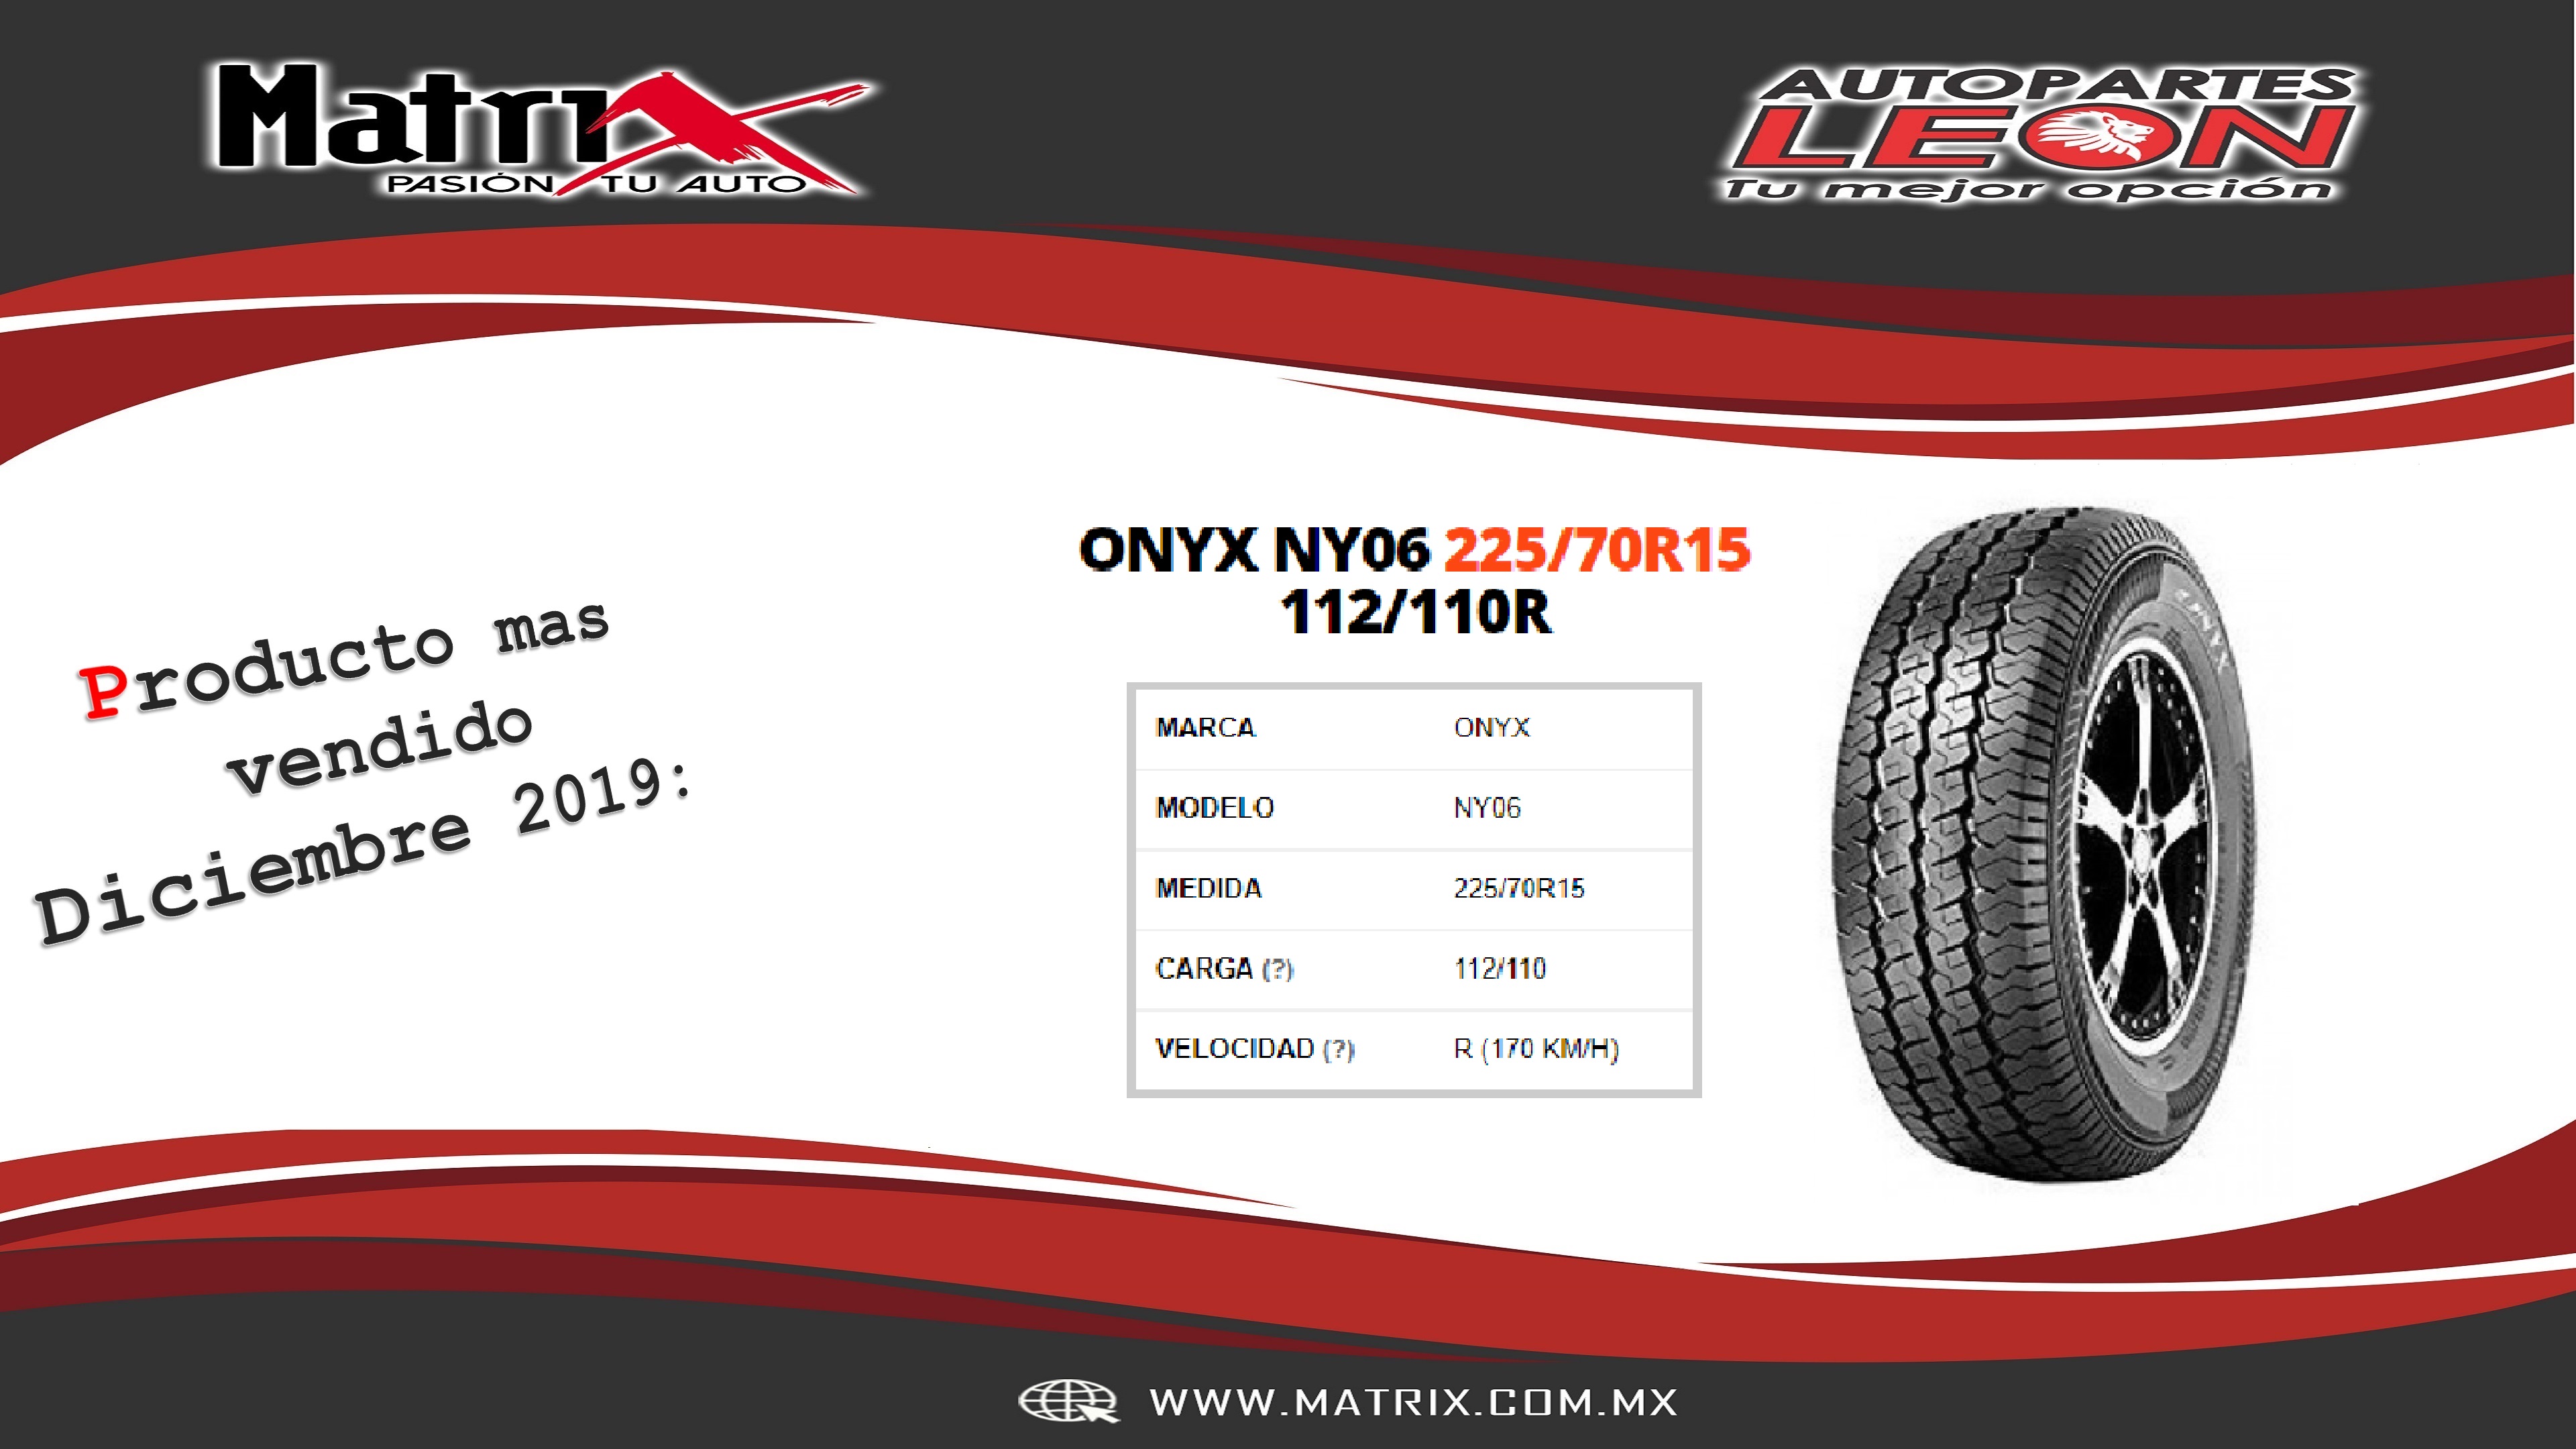 Matrix
PASIÓN TU AUTO
AUTOPARTES
LEON
Tu mejor opción
Producto mas
vendido
Diciembre 2019:
ONYX NY06 225/70R15
112/110R
MARCA ONYX
MODELO NY06
MEDIDA 225/70R15
CARGA (?) 112/110
VELOCIDAD (?) R (170 KM/H)
ONYX
WWW.MATRIX.COM.MX